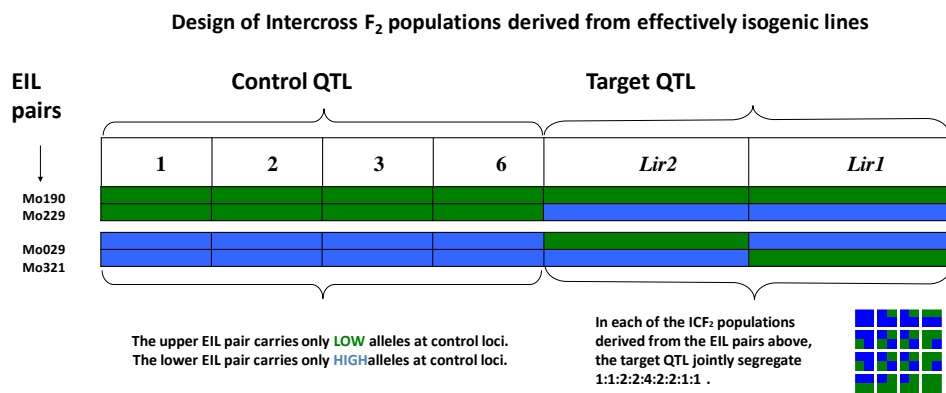 Design of Intercross F₂ populations derived from effectively isogenic lines
EIL
pairs
Control QTL
Target QTL
1 2 3 6 Lir2 Lir1
Mo190
Mo229
Mo029
Mo321
The upper EIL pair carries only LOW alleles at control loci.
The lower EIL pair carries only HIGHalleles at control loci.
In each of the ICF₂ populations
derived from the EIL pairs above,
the target QTL jointly segregate
1:1:2:2:4:2:2:1:1 .